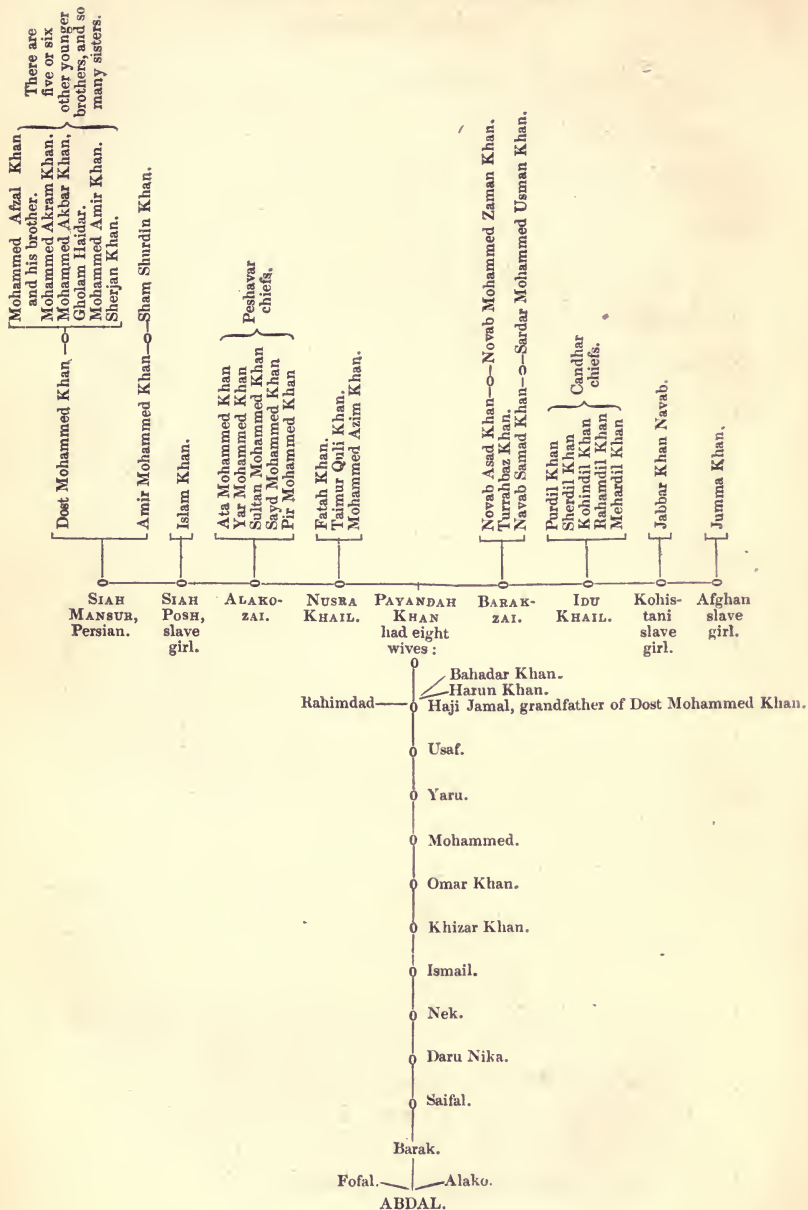 There are
five or six
other younger
brothers, and so
many sisters.
Mohammed Afzal Khan
and his brother.
Mohammed Akram Khan.
Mohammed Akbar Khan,
Gholam Haidar.
Mohammed Amir Khan.
Sherjan Khan.
Dost Mohammed Khan
Amir Mohammed Khan
Sham Shurdin Khan.
Islam Khan.
Ata Mohammed Khan
Yar Mohammed Khan
Sultan Mohammed Khan
Sayd Mohammed Khan
Pir Mohammed Khan
Peshavar
chiefs.
Fatah Khan.
Taimur Quli Khan.
Mohammed Azim Khan.
Novab Asad Khan
Novab Mohammed Zaman Khan.
Turrahbaz Khan.
Navab Samad Khan
Sardar Mohammed Usman Khan.
Purdil Khan
Sherdil Khan
Kohindil Khan
Rahamdil Khan
Mehardil Khan
Candhar
chiefs.
Jabbar Khan Navab.
Jumma Khan.
SIAH
MANSUR,
Persian.
SIAH
POSH,
slave
girl.
ALAKO-
ZAI.
NUSRA
KHAIL.
PAYANDAH
KHAN
had eight
wives :
BARAK-
ZAI.
IDU
KHAIL.
Kohis-
tani
slave
girl.
Afghan
slave
girl.
Bahadar Khan.
Harun Khan.
Rahimdad
Haji Jamal, grandfather of Dost Mohammed Khan.
Usaf.
Yaru.
Mohammed.
Omar Khan.
Khizar Khan.
Ismail.
Nek.
Daru Nika.
Saifal.
Barak.
Fofal.
Alako.
ABDAL.